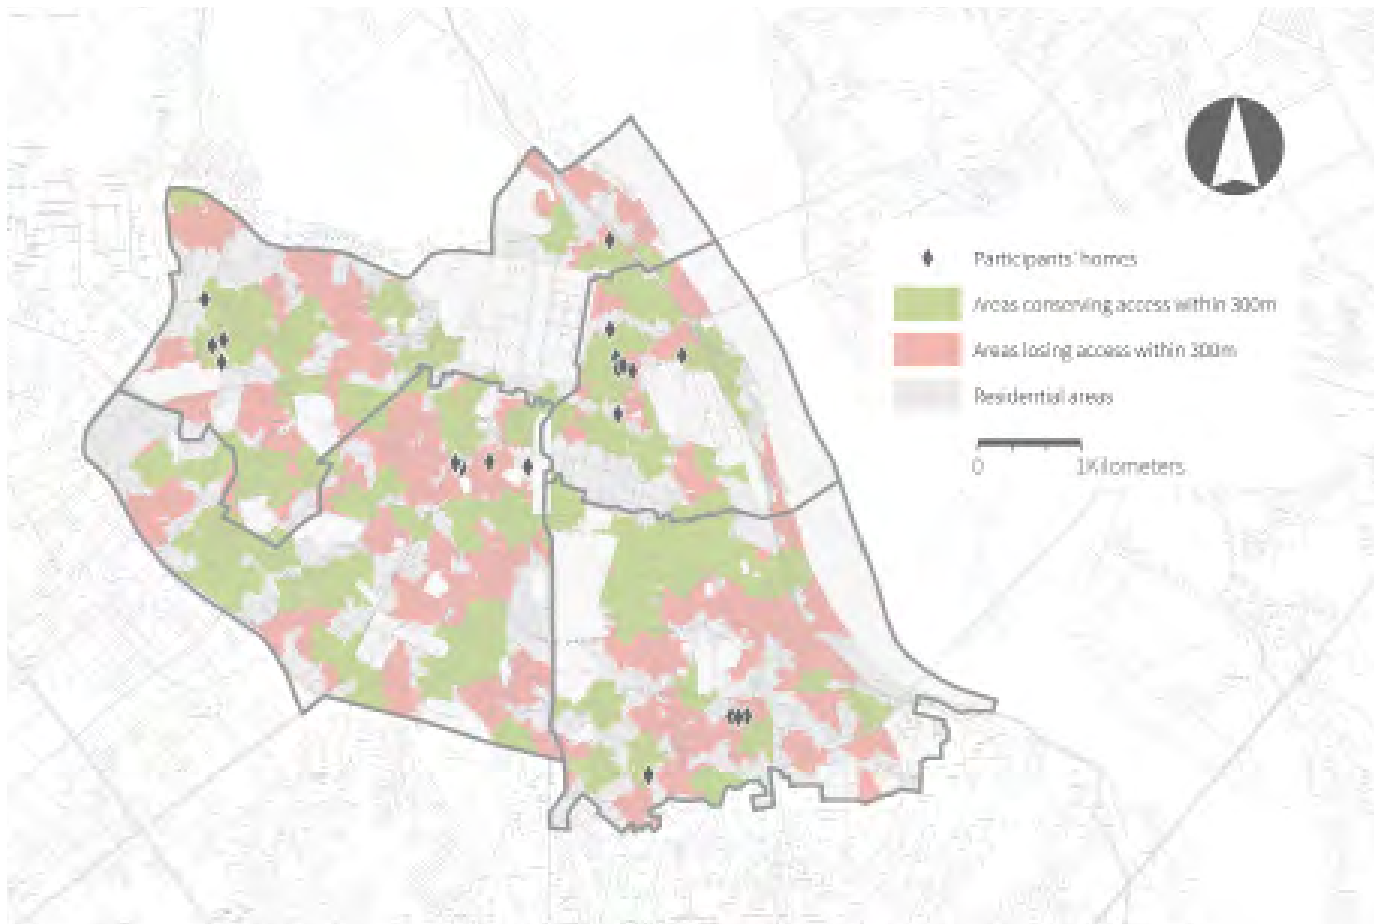 Participants' homes
Areas conserving access within 300m
Areas losing access within 300m
Residential areas
0 1Kilometers